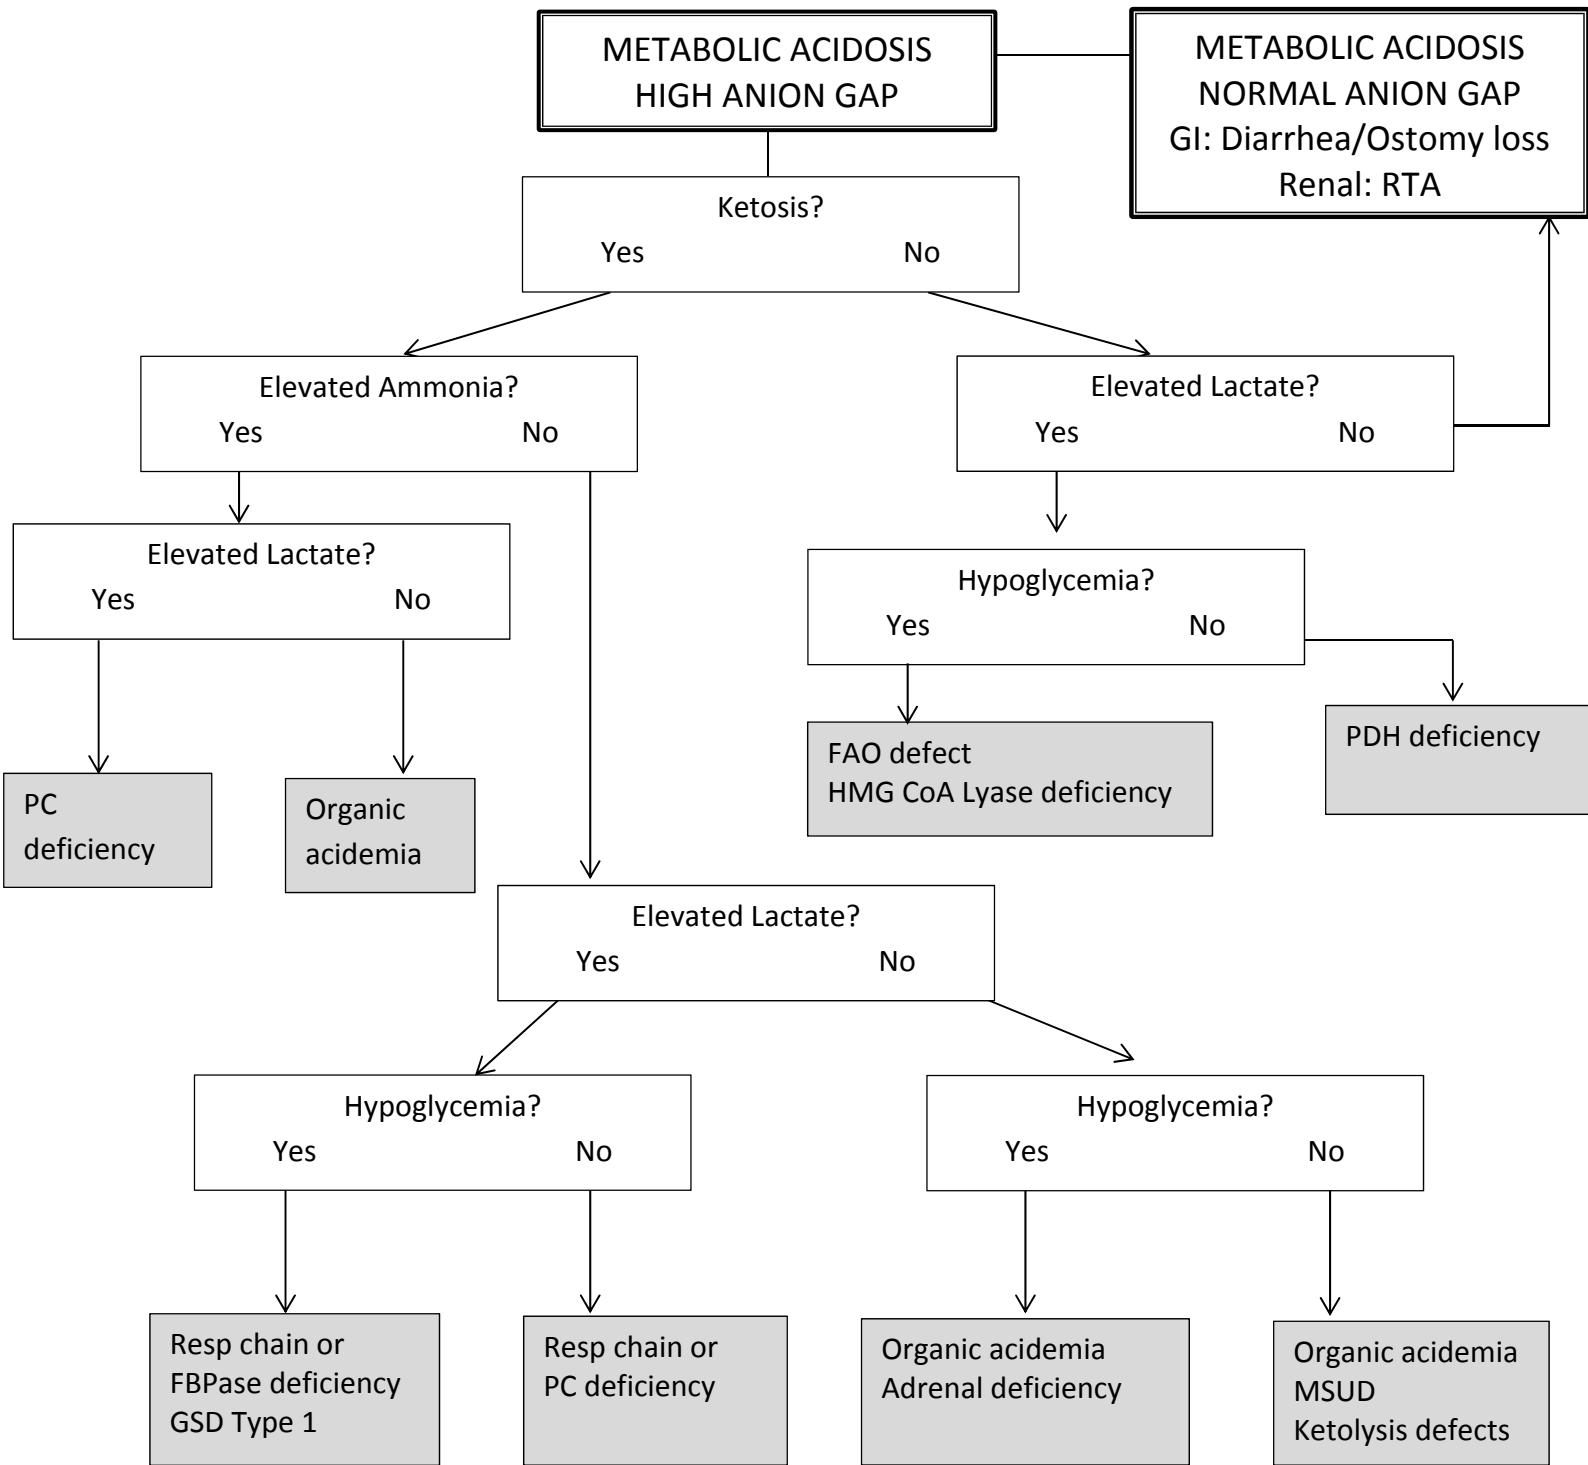 METABOLIC ACIDOSIS
HIGH ANION GAP
METABOLIC ACIDOSIS
NORMAL ANION GAP
GI: Diarrhea/Ostomy loss
Renal: RTA
Ketosis?
Yes No
Elevated Ammonia?
Yes No
Elevated Lactate?
Yes No
Elevated Lactate?
Yes No
Hypoglycemia?
Yes No
PC
deficiency
Organic
acidemia
FAO defect
HMG CoA Lyase deficiency
PDH deficiency
Elevated Lactate?
Yes No
Hypoglycemia?
Yes No
Hypoglycemia?
Yes No
Resp chain or
FBPase deficiency
GSD Type 1
Resp chain or
PC deficiency
Organic acidemia
Adrenal deficiency
Organic acidemia
MSUD
Ketolysis defects